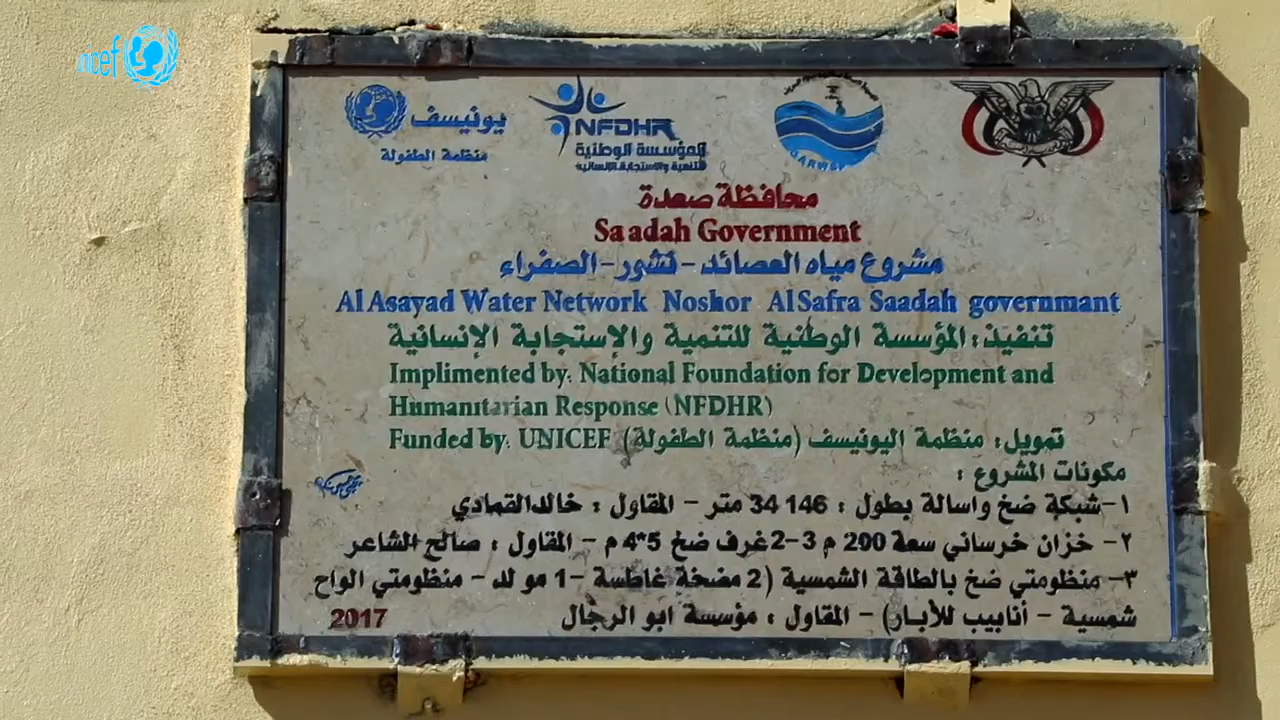 unicef
يونيسف
منظمة الطفولة
NFDHR
المؤسسة الوطنية
للتنمية والاستجابة الإنسانية
GARWSP
محافظة صعدة
Saadah Government
مشروع مياه العصائد - نشور - الصفراء
Al Asayad Water Network Noshor Al Safra Saadah governmant
تنفيذ : المؤسسة الوطنية للتنمية والإستجابة الإنسانية
Implimented by: National Foundation for Development and
Humanitarian Response (NFDHR)
Funded by: UNICEF تمويل : منظمة اليونيسف (منظمة الطفولة)
مكونات المشروع :
١- شبكة ضخ واسالة بطول : 146 34 متر - المقاول : خالد القمادي
٢- خزان خرساني سعة 200 م 3-2 غرف ضخ 5*4 م - المقاول : صالح الشاعر
٣- منظومتي ضخ بالطاقة الشمسية (2 مضخة غاطسة - 1 مولد - منظومتي الواح
شمسية - أنابيب للأبار) - المقاول : مؤسسة ابو الرجال
2017